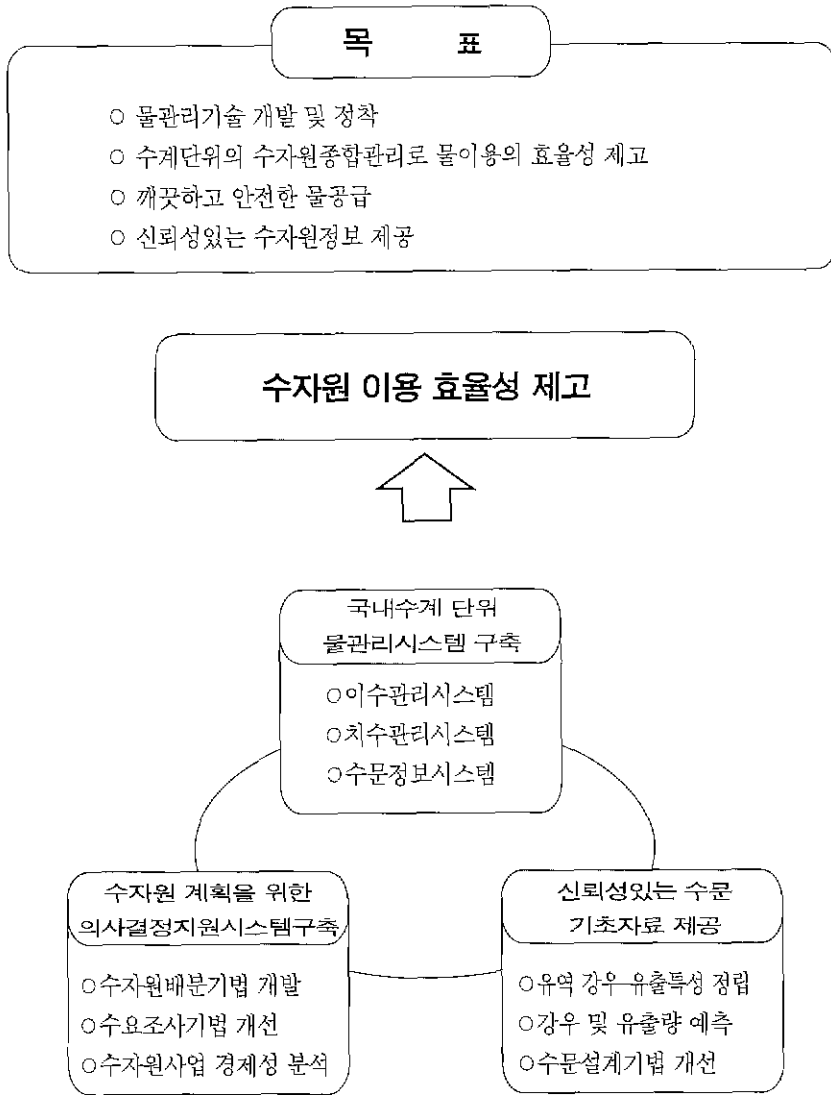 목 표
○ 물관리기술 개발 및 정착
○ 수계단위의 수자원종합관리로 물이용의 효율성 제고
○ 깨끗하고 안전한 물공급
○ 신뢰성있는 수자원정보 제공
수자원 이용 효율성 제고
국내수계 단위
물관리시스템 구축
○이수관리시스템
○치수관리시스템
○수문정보시스템
수자원 계획을 위한
의사결정지원시스템구축
○수자원배분기법 개발
○수요조사기법 개선
○수자원사업 경제성 분석
신뢰성있는 수문
기초자료 제공
○유역 강우-유출특성 정립
○강우 및 유출량 예측
○수문설계기법 개선